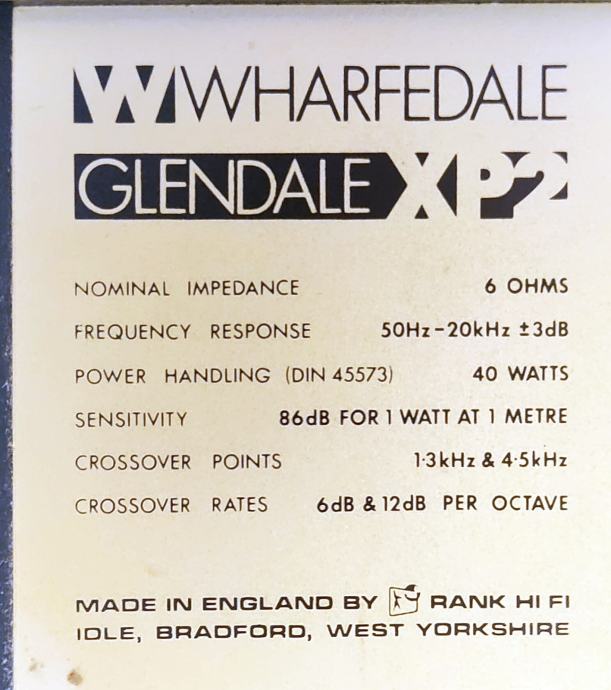 W WHARFEDALE
GLENDALE XP2
NOMINAL IMPEDANCE 6 OHMS
FREQUENCY RESPONSE 50Hz-20kHz ±3dB
POWER HANDLING (DIN 45573) 40 WATTS
SENSITIVITY 86dB FOR 1 WATT AT 1 METRE
CROSSOVER POINTS 1·3kHz & 4·5kHz
CROSSOVER RATES 6dB & 12dB PER OCTAVE
MADE IN ENGLAND BY RANK HI FI
IDLE, BRADFORD, WEST YORKSHIRE